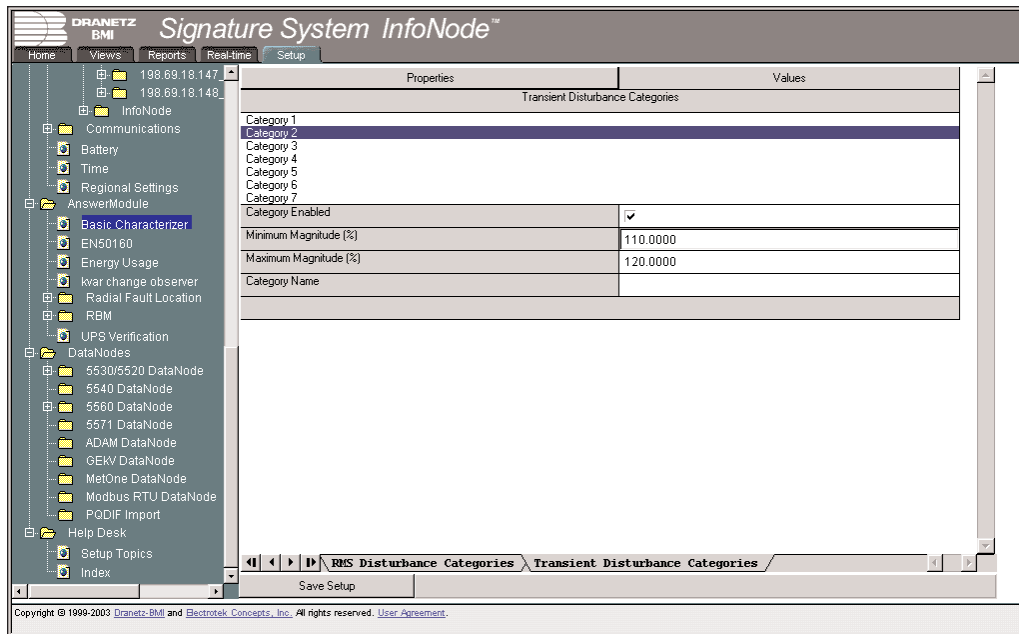 DRANETZ
BMI
Signature System InfoNode™
Home Views Reports Real-time Setup
198.69.18.147_
198.69.18.148_
InfoNode
Communications
Battery
Time
Regional Settings
AnswerModule
Basic Characterizer
EN50160
Energy Usage
kvar change observer
Radial Fault Location
RBM
UPS Verification
DataNodes
5530/5520 DataNode
5540 DataNode
5560 DataNode
5571 DataNode
ADAM DataNode
GEkV DataNode
MetOne DataNode
Modbus RTU DataNode
PQDIF Import
Help Desk
Setup Topics
Index
Properties Values
Transient Disturbance Categories
Category 1
Category 2
Category 3
Category 4
Category 5
Category 6
Category 7
Category Enabled
Minimum Magnitude (%) 110.0000
Maximum Magnitude (%) 120.0000
Category Name
RMS Disturbance Categories Transient Disturbance Categories
Save Setup
Copyright © 1999-2003 Dranetz-BMI and Electrotek Concepts, Inc. All rights reserved. User Agreement.